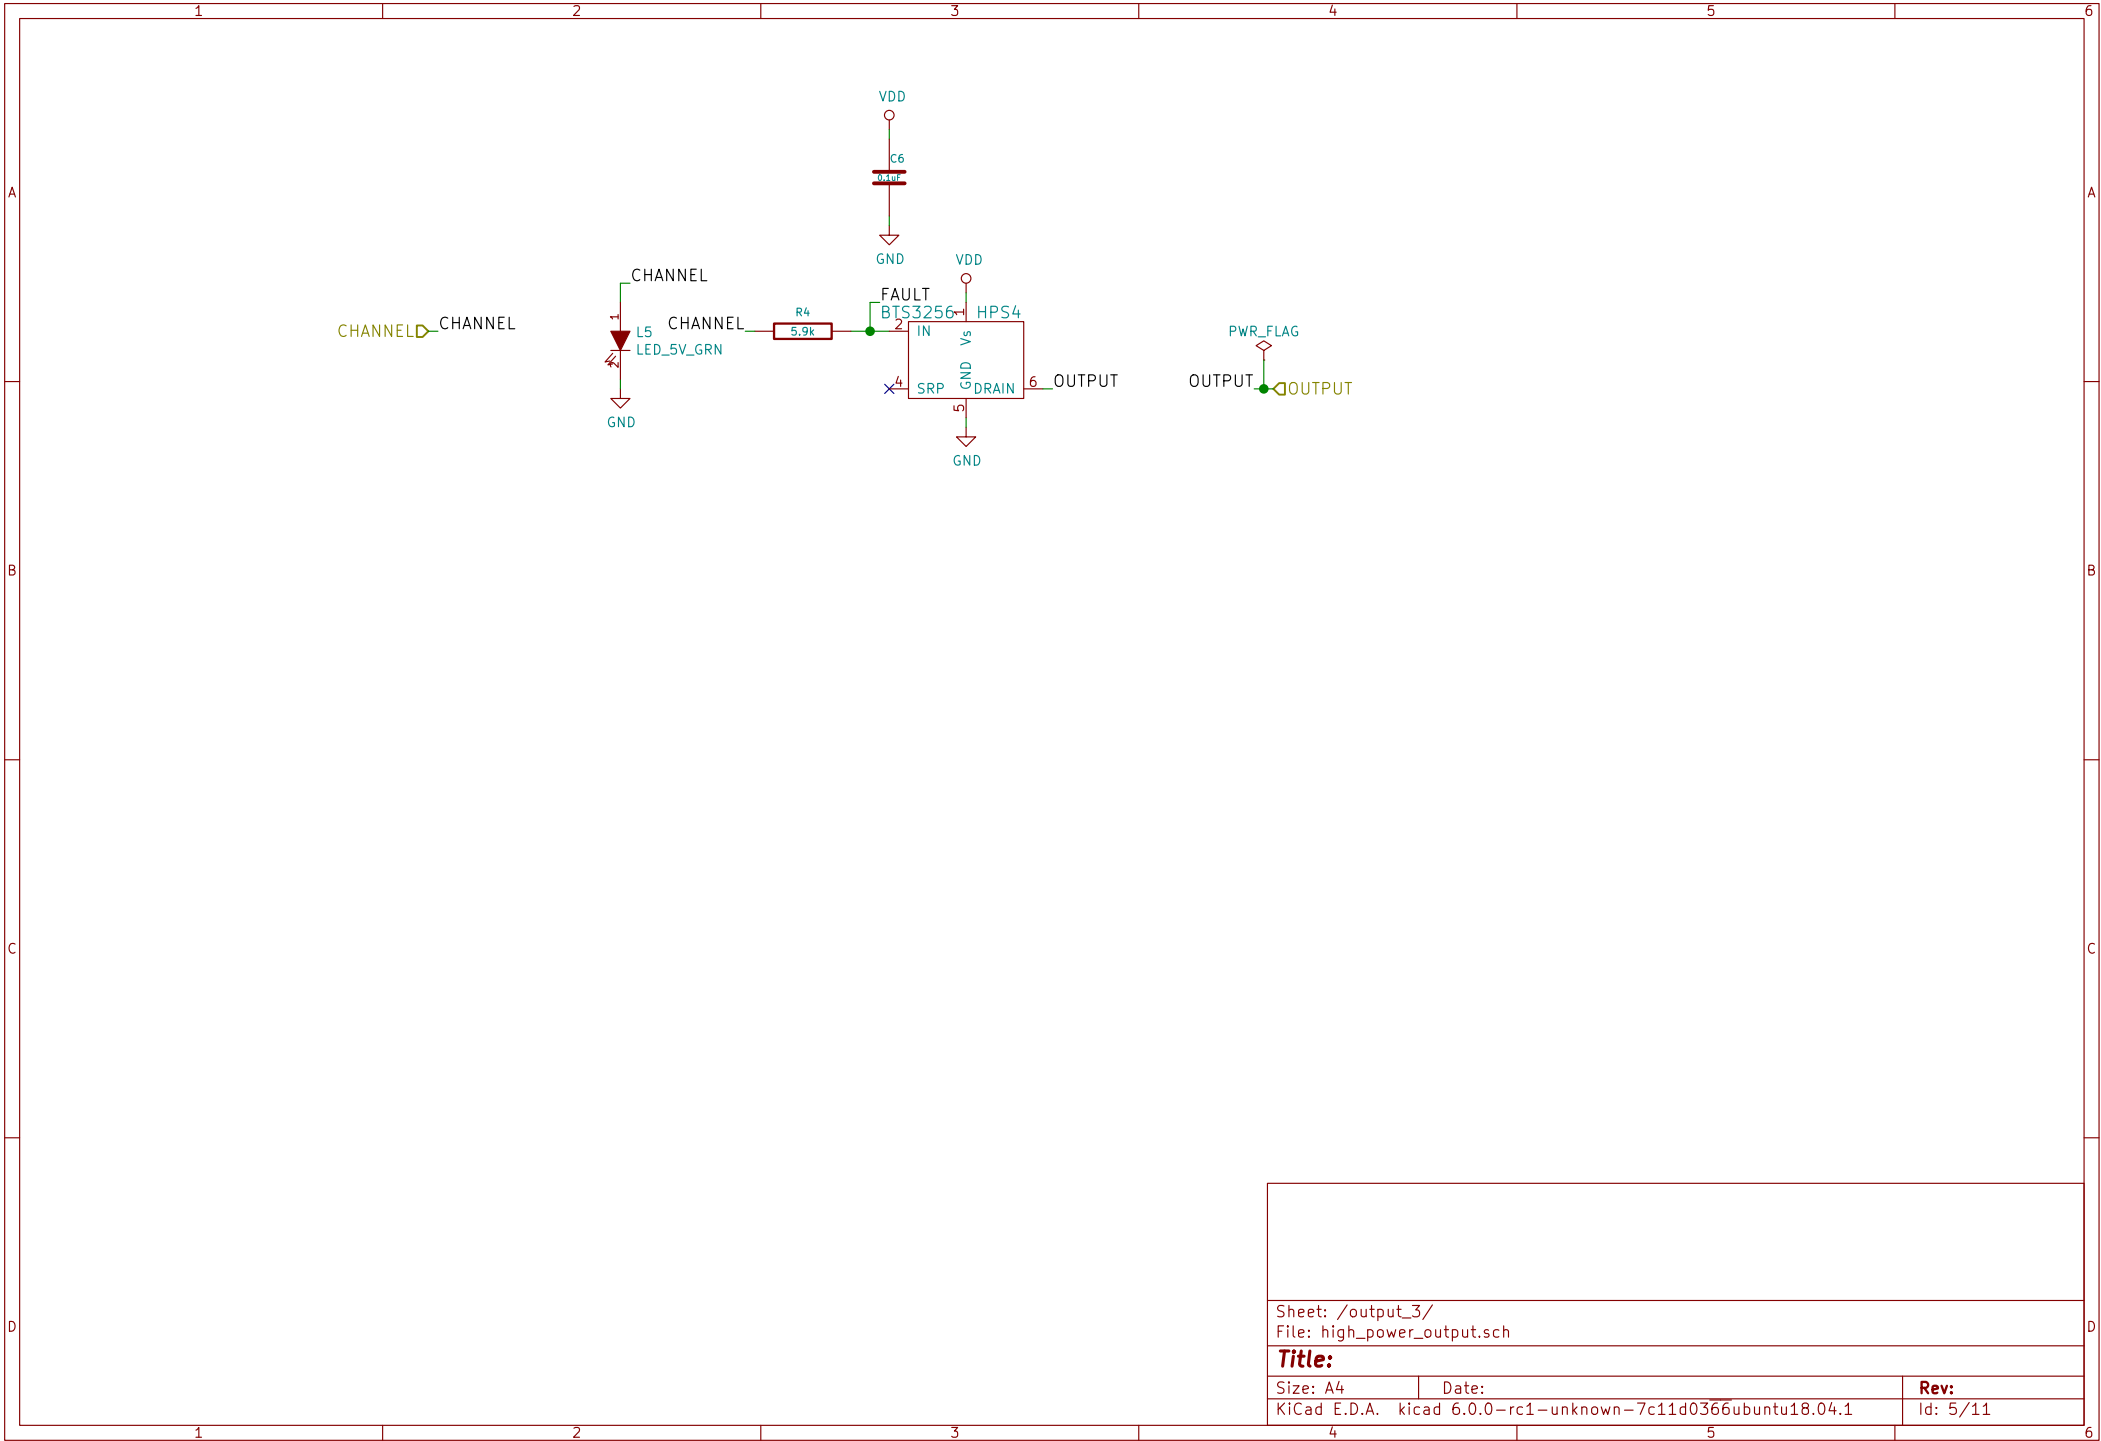 1 2 3 4 5 6
VDD
C6
0.1uF
A A
GND
VDD
CHANNEL
FAULT
BTS3256 1 HPS4
R4
CHANNEL CHANNEL
1
L5
LED_5V_GRN
2
GND
CHANNEL
5.9k
2 IN
Vs
GND
4 SRP
DRAIN 6
OUTPUT
5
GND
PWR_FLAG
OUTPUT OUTPUT
B B
C C
D D
Sheet: /output_3/
File: high_power_output.sch
Title:
Size: A4 Date: Rev:
KiCad E.D.A. kicad 6.0.0-rc1-unknown-7c11d0366ubuntu18.04.1 Id: 5/11
1 2 3 4 5 6